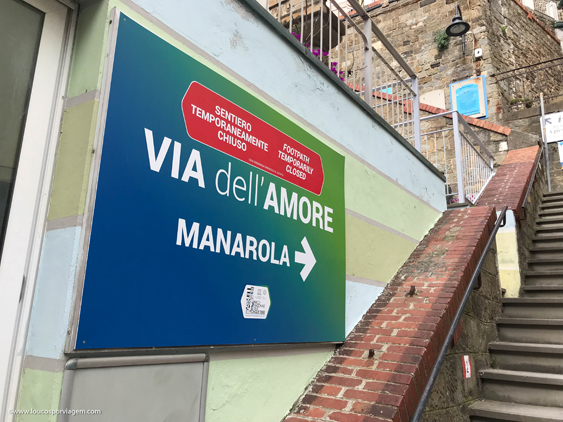 SENTIERO
TEMPORANEAMENTE
CHIUSO
FOOTPATH
TEMPORARILY
CLOSED
VIA dell'AMORE
MANAROLA
www.loucosporviagem.com